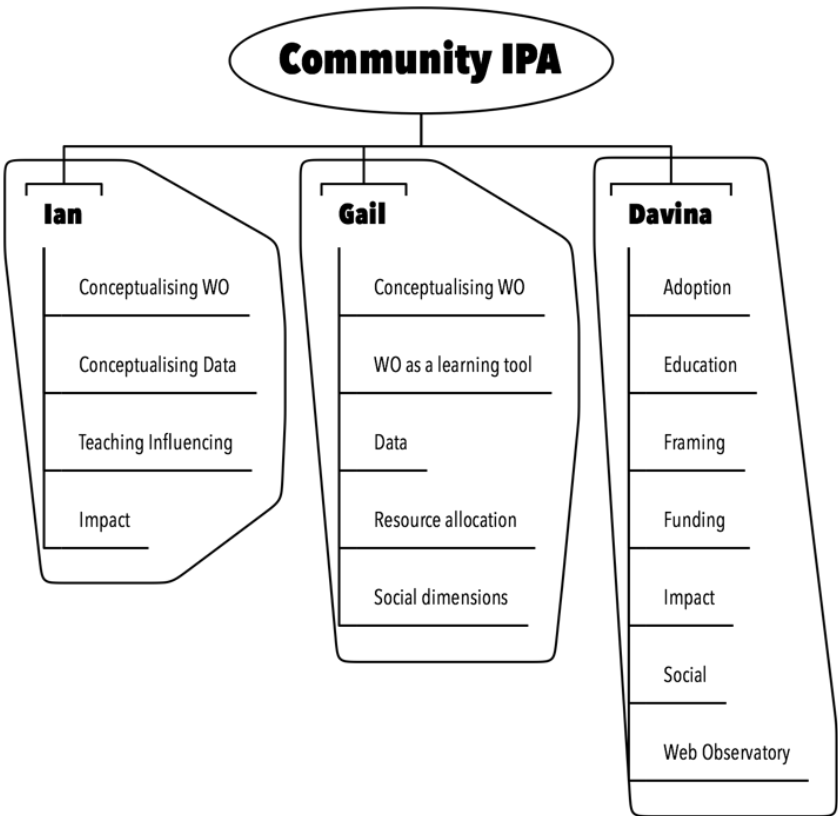 Community IPA
Ian
Conceptualising WO
Conceptualising Data
Teaching Influencing
Impact
Gail
Conceptualising WO
WO as a learning tool
Data
Resource allocation
Social dimensions
Davina
Adoption
Education
Framing
Funding
Impact
Social
Web Observatory